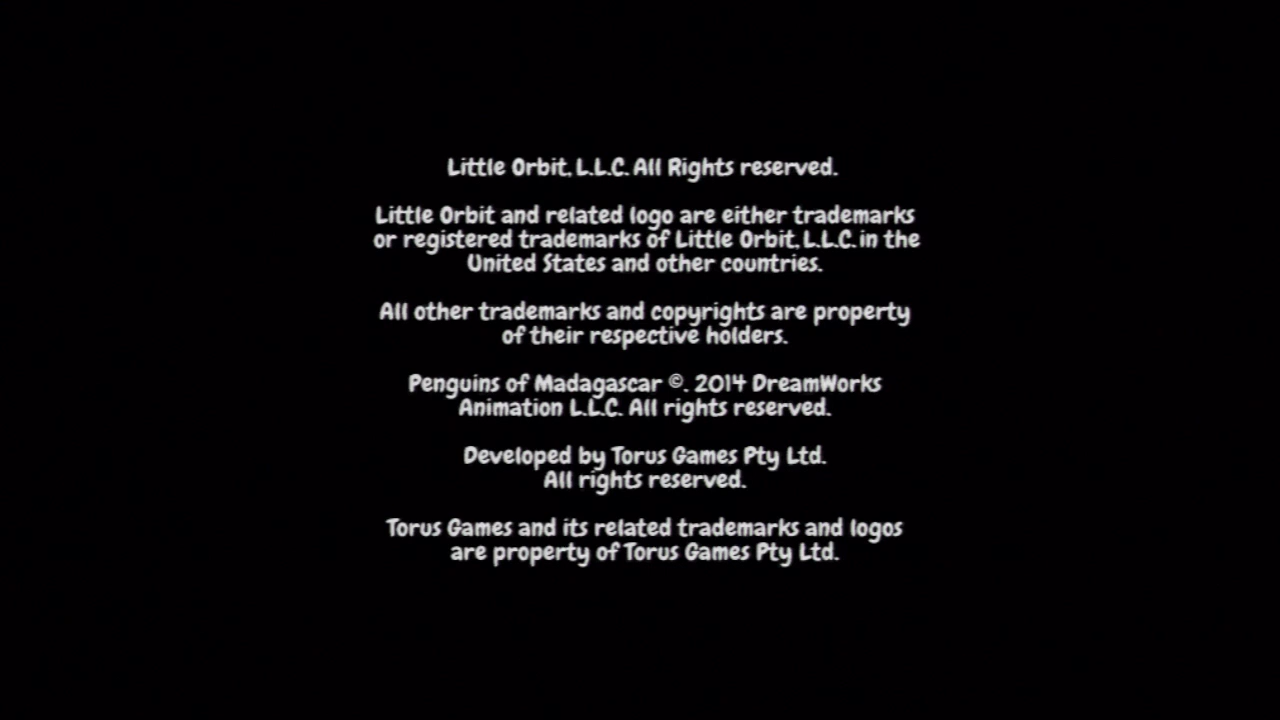 Little Orbit, L.L.C. All Rights reserved.
Little Orbit and related logo are either trademarks
or registered trademarks of Little Orbit, L.L.C. in the
United States and other countries.
All other trademarks and copyrights are property
of their respective holders.
Penguins of Madagascar ©. 2014 DreamWorks
Animation L.L.C. All rights reserved.
Developed by Torus Games Pty Ltd.
All rights reserved.
Torus Games and its related trademarks and logos
are property of Torus Games Pty Ltd.